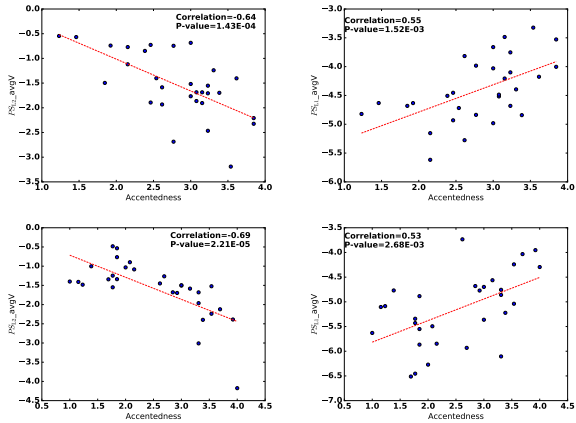 Correlation=-0.64
P-value=1.43E-04
0.0
−0.5
−1.0
−1.5
−2.0
−2.5
−3.0
−3.5
1.0 1.5 2.0 2.5 3.0 3.5 4.0
Accentedness
PS_L2_avgV
Correlation=0.55
P-value=1.52E-03
−3.0
−3.5
−4.0
−4.5
−5.0
−5.5
−6.0
1.0 1.5 2.0 2.5 3.0 3.5 4.0
Accentedness
PS_L1_avgV
Correlation=-0.69
P-value=2.21E-05
0.0
−0.5
−1.0
−1.5
−2.0
−2.5
−3.0
−3.5
−4.0
−4.5
0.5 1.0 1.5 2.0 2.5 3.0 3.5 4.0 4.5
Accentedness
PS_L2_avgV
Correlation=0.53
P-value=2.68E-03
−3.5
−4.0
−4.5
−5.0
−5.5
−6.0
−6.5
−7.0
0.5 1.0 1.5 2.0 2.5 3.0 3.5 4.0 4.5
Accentedness
PS_L1_avgV